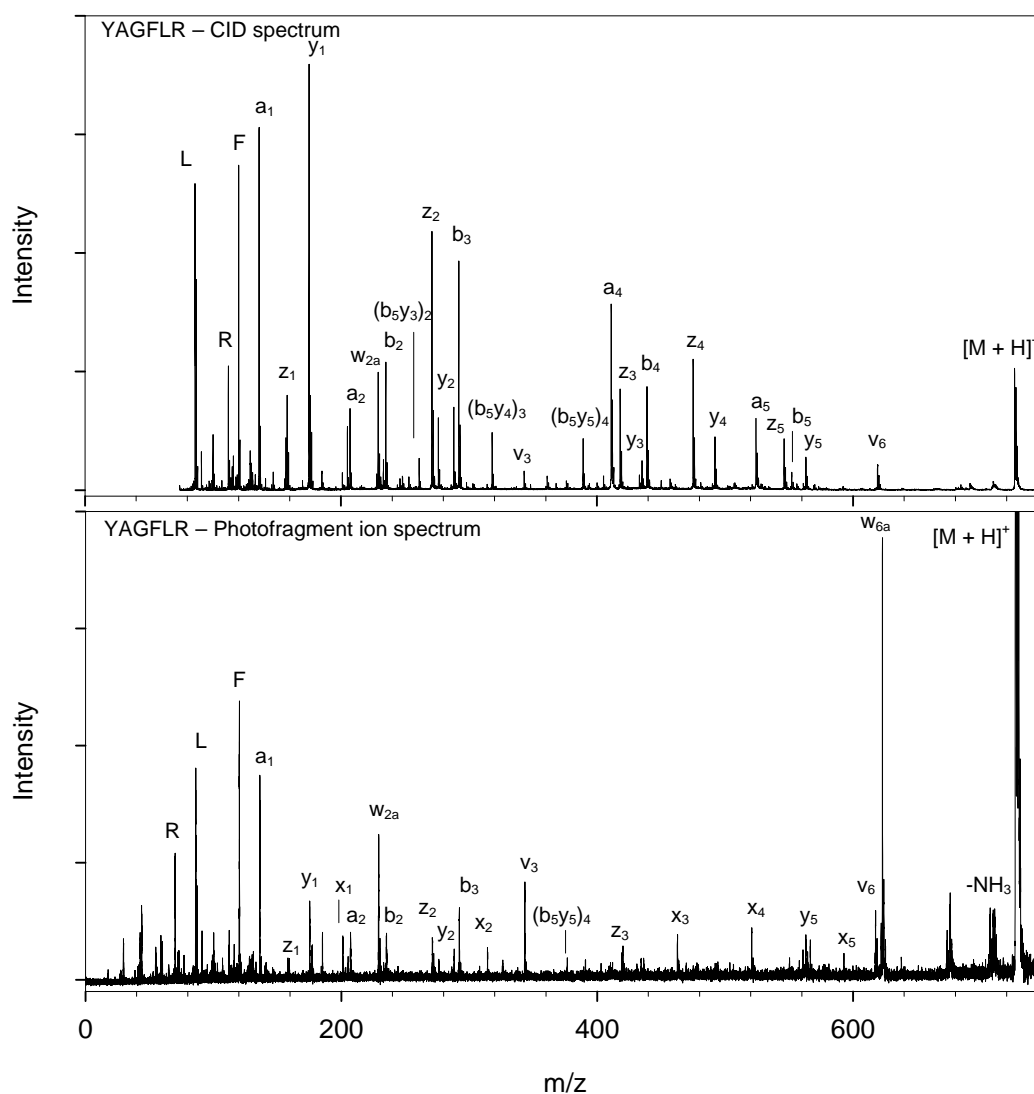 YAGFLR – CID spectrum
y₁
a₁
F
L
z₂
b₃
(b₅y₃)₂
a₄
R
w₂ₐ
b₂
z₁
a₂
y₂
(b₅y₄)₃
v₃
(b₅y₅)₄
z₃
b₄
y₃
z₄
y₄
a₅
z₅
b₅
y₅
v₆
[M + H]⁺
Intensity
YAGFLR – Photofragment ion spectrum
w₆ₐ
[M + H]⁺
F
L
a₁
R
w₂ₐ
y₁
x₁
a₂
b₂
z₁
z₂
y₂
b₃
x₂
v₃
(b₅y₅)₄
z₃
x₃
x₄
y₅
x₅
v₆
-NH₃
Intensity
0 200 400 600
m/z